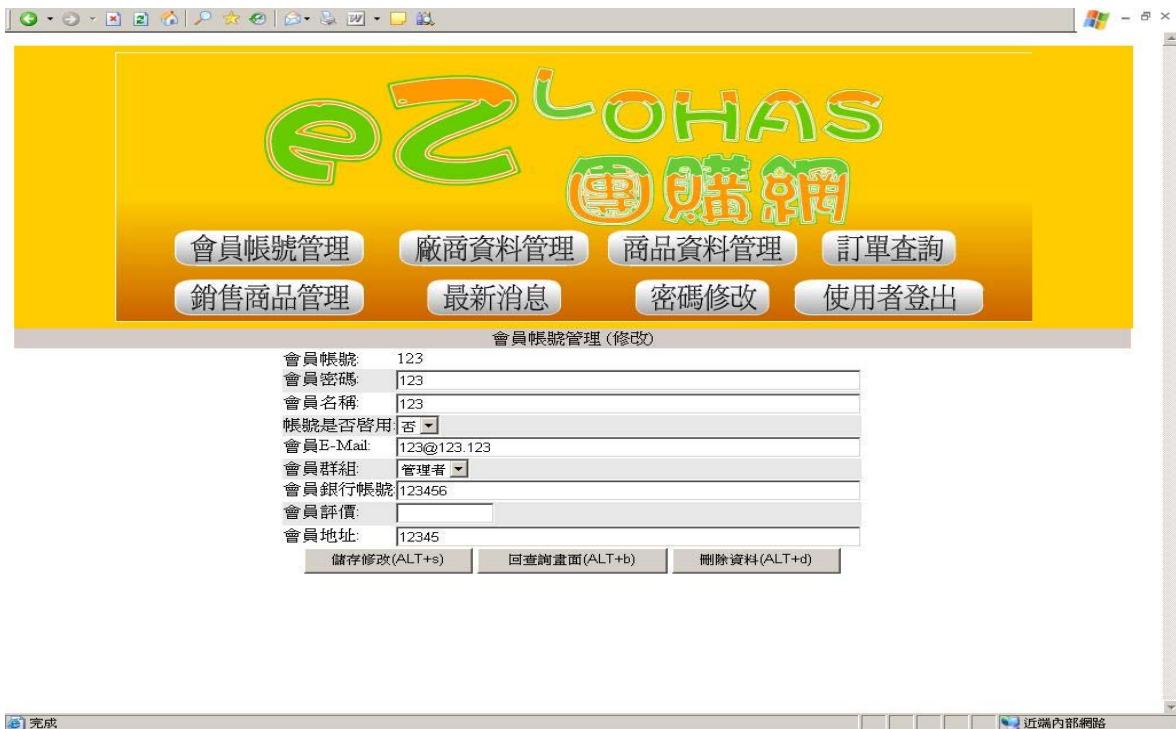 eZ LOHAS
團購網
會員帳號管理 廠商資料管理 商品資料管理 訂單查詢
銷售商品管理 最新消息 密碼修改 使用者登出
會員帳號管理 (修改)
會員帳號: 123
會員密碼: 123
會員名稱: 123
帳號是否啓用: 否
會員E-Mail: 123@123.123
會員群組: 管理者
會員銀行帳號: 123456
會員評價:
會員地址: 12345
儲存修改(ALT+s) 回查詢畫面(ALT+b) 刪除資料(ALT+d)
完成 近端內部網路